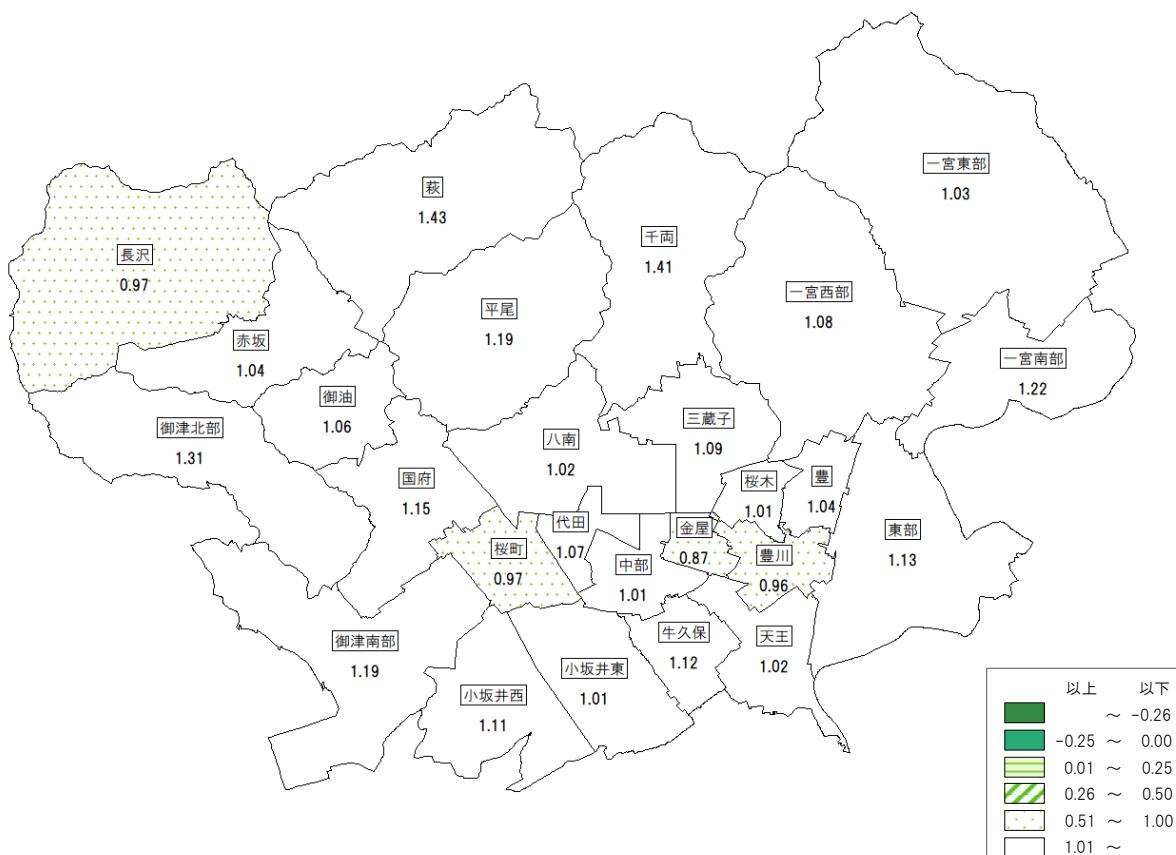 一宮東部
1.03
萩
1.43
千両
1.41
長沢
0.97
一宮西部
1.08
平尾
1.19
赤坂
1.04
一宮南部
1.22
御油
1.06
三蔵子
1.09
御津北部
1.31
八南
1.02
国府
1.15
桜木
1.01
豊
1.04
代田
1.07
金屋
0.87
東部
1.13
桜町
0.97
中部
1.01
豊川
0.96
御津南部
1.19
牛久保
1.12
天王
1.02
小坂井東
1.01
小坂井西
1.11
以上 以下
～ -0.26
-0.25 ～ 0.00
0.01 ～ 0.25
0.26 ～ 0.50
0.51 ～ 1.00
1.01 ～